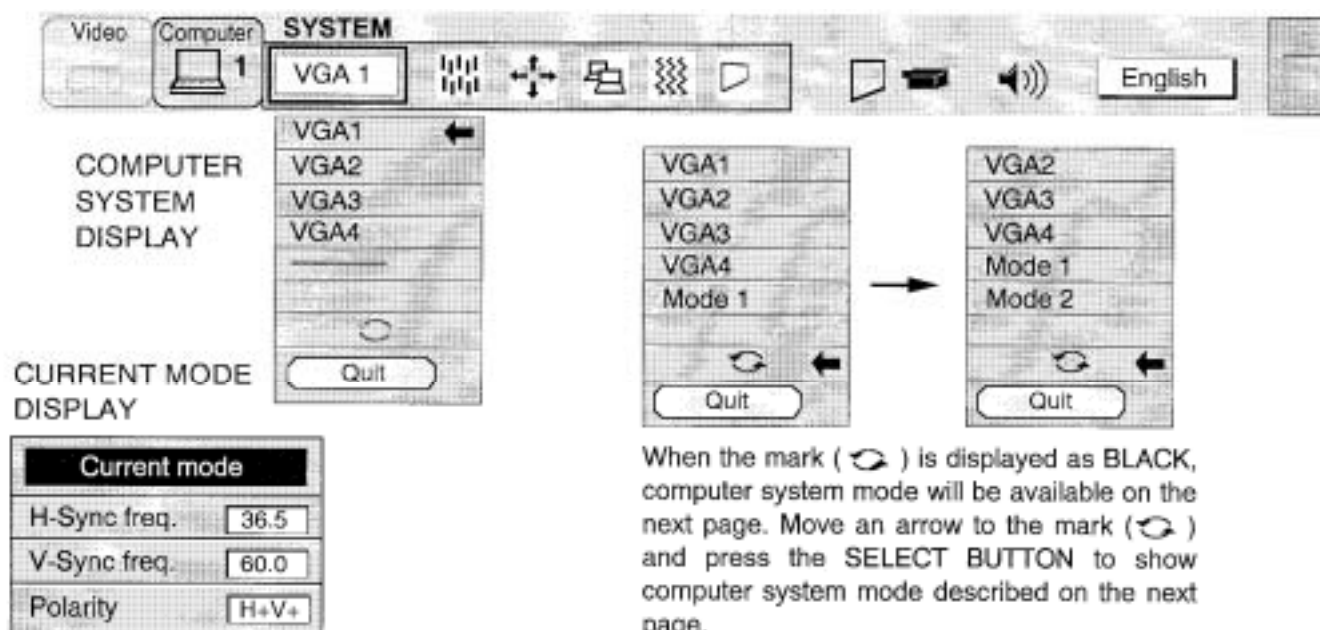 Video
Computer
1
SYSTEM
VGA 1
English
COMPUTER
SYSTEM
DISPLAY
VGA1
VGA2
VGA3
VGA4
Quit
VGA1
VGA2
VGA3
VGA4
Mode 1
Quit
VGA2
VGA3
VGA4
Mode 1
Mode 2
Quit
CURRENT MODE
DISPLAY
Current mode
H-Sync freq. 36.5
V-Sync freq. 60.0
Polarity H+V+
When the mark ( ) is displayed as BLACK,
computer system mode will be available on the
next page. Move an arrow to the mark ( )
and press the SELECT BUTTON to show
computer system mode described on the next
page.